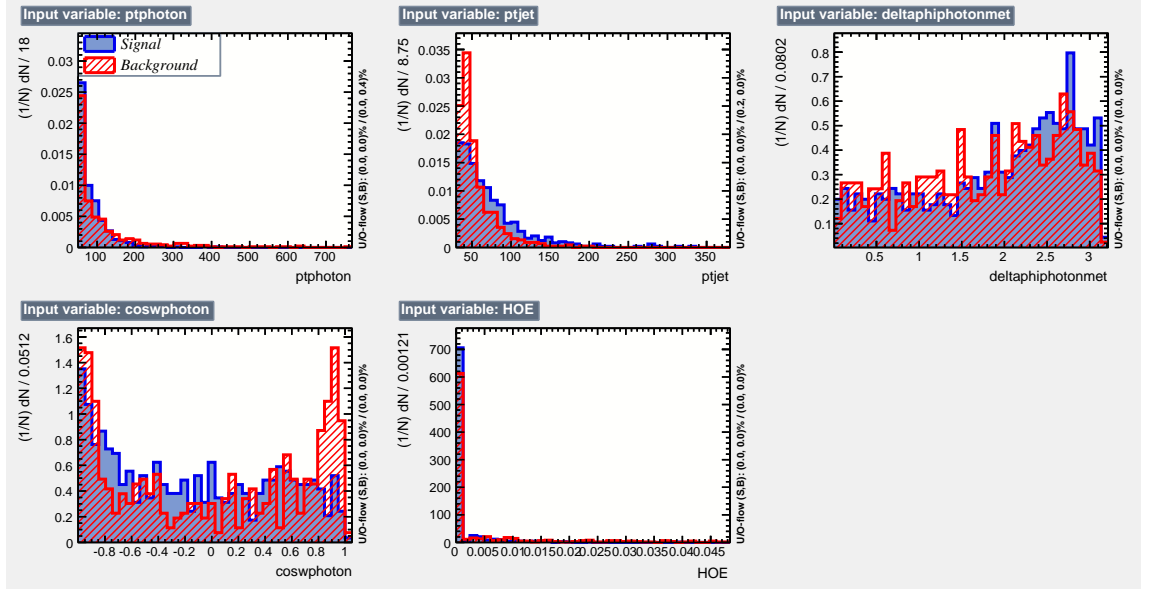 Input variable: ptphoton
(1/N) dN / 18
Signal
Background
0.03
0.025
0.02
0.015
0.01
0.005
0
100 200 300 400 500 600 700
ptphoton
U/O-flow (S,B): (0.0, 0.0)% / (0.0, 0.4)%
Input variable: ptjet
(1/N) dN / 8.75
0.035
0.03
0.025
0.02
0.015
0.01
0.005
0
50 100 150 200 250 300 350
ptjet
U/O-flow (S,B): (0.0, 0.0)% / (0.2, 0.0)%
Input variable: deltaphiphotonmet
(1/N) dN / 0.0802
0.8
0.7
0.6
0.5
0.4
0.3
0.2
0.1
0.5 1 1.5 2 2.5 3
deltaphiphotonmet
U/O-flow (S,B): (0.0, 0.0)% / (0.0, 0.0)%
Input variable: coswphoton
(1/N) dN / 0.0512
1.6
1.4
1.2
1
0.8
0.6
0.4
0.2
0
-0.8 -0.6 -0.4 -0.2 0 0.2 0.4 0.6 0.8 1
coswphoton
U/O-flow (S,B): (0.0, 0.0)% / (0.0, 0.0)%
Input variable: HOE
(1/N) dN / 0.00121
700
600
500
400
300
200
100
0
0 0.005 0.01 0.015 0.02 0.025 0.03 0.035 0.04 0.045
HOE
U/O-flow (S,B): (0.0, 0.0)% / (0.0, 0.0)%